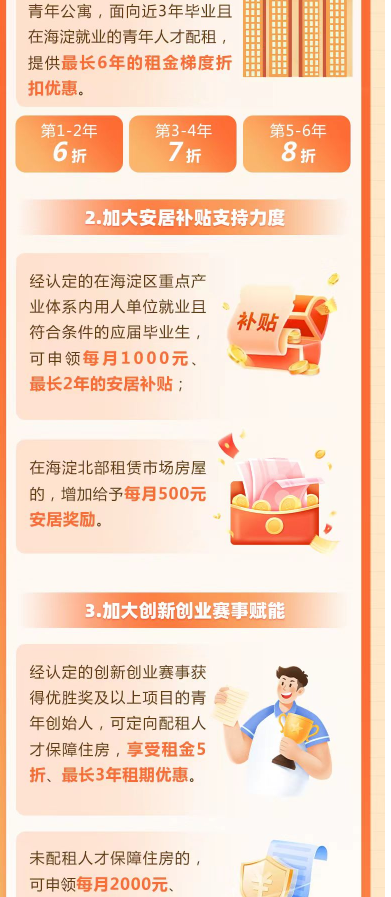 青年公寓，面向近3年毕业且
在海淀就业的青年人才配租，
提供最长6年的租金梯度折
扣优惠。
第1-2年
6折
第3-4年
7折
第5-6年
8折
2.加大安居补贴支持力度
经认定的在海淀区重点产
业体系内用人单位就业且
符合条件的应届毕业生，
可申领每月1000元、
最长2年的安居补贴；
补贴
在海淀北部租赁市场房屋
的，增加给予每月500元
安居奖励。
3.加大创新创业赛事赋能
经认定的创新创业赛事获
得优胜奖及以上项目的青
年创始人，可定向配租人
才保障住房，享受租金5
折、最长3年租期优惠。
未配租人才保障住房的，
可申领每月2000元、